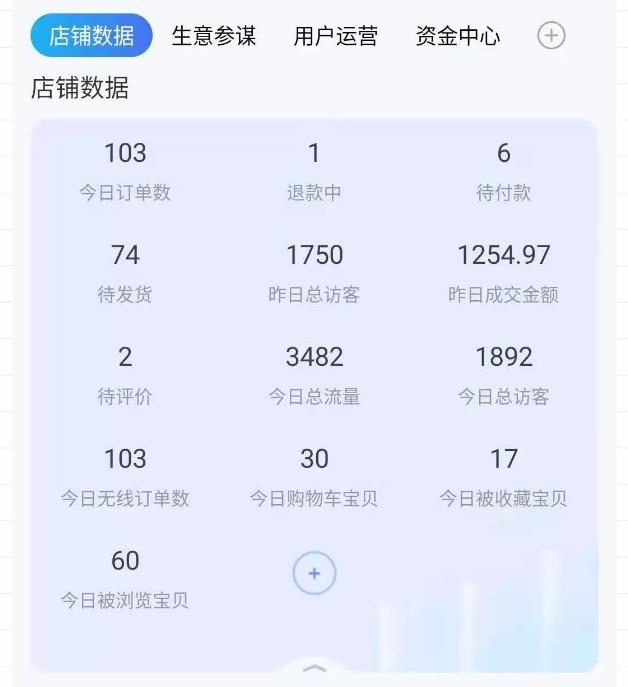 店铺数据 生意参谋 用户运营 资金中心
店铺数据
103 1 6
今日订单数 退款中 待付款
74 1750 1254.97
待发货 昨日总访客 昨日成交金额
2 3482 1892
待评价 今日总流量 今日总访客
103 30 17
今日无线订单数 今日购物车宝贝 今日被收藏宝贝
60
今日被浏览宝贝